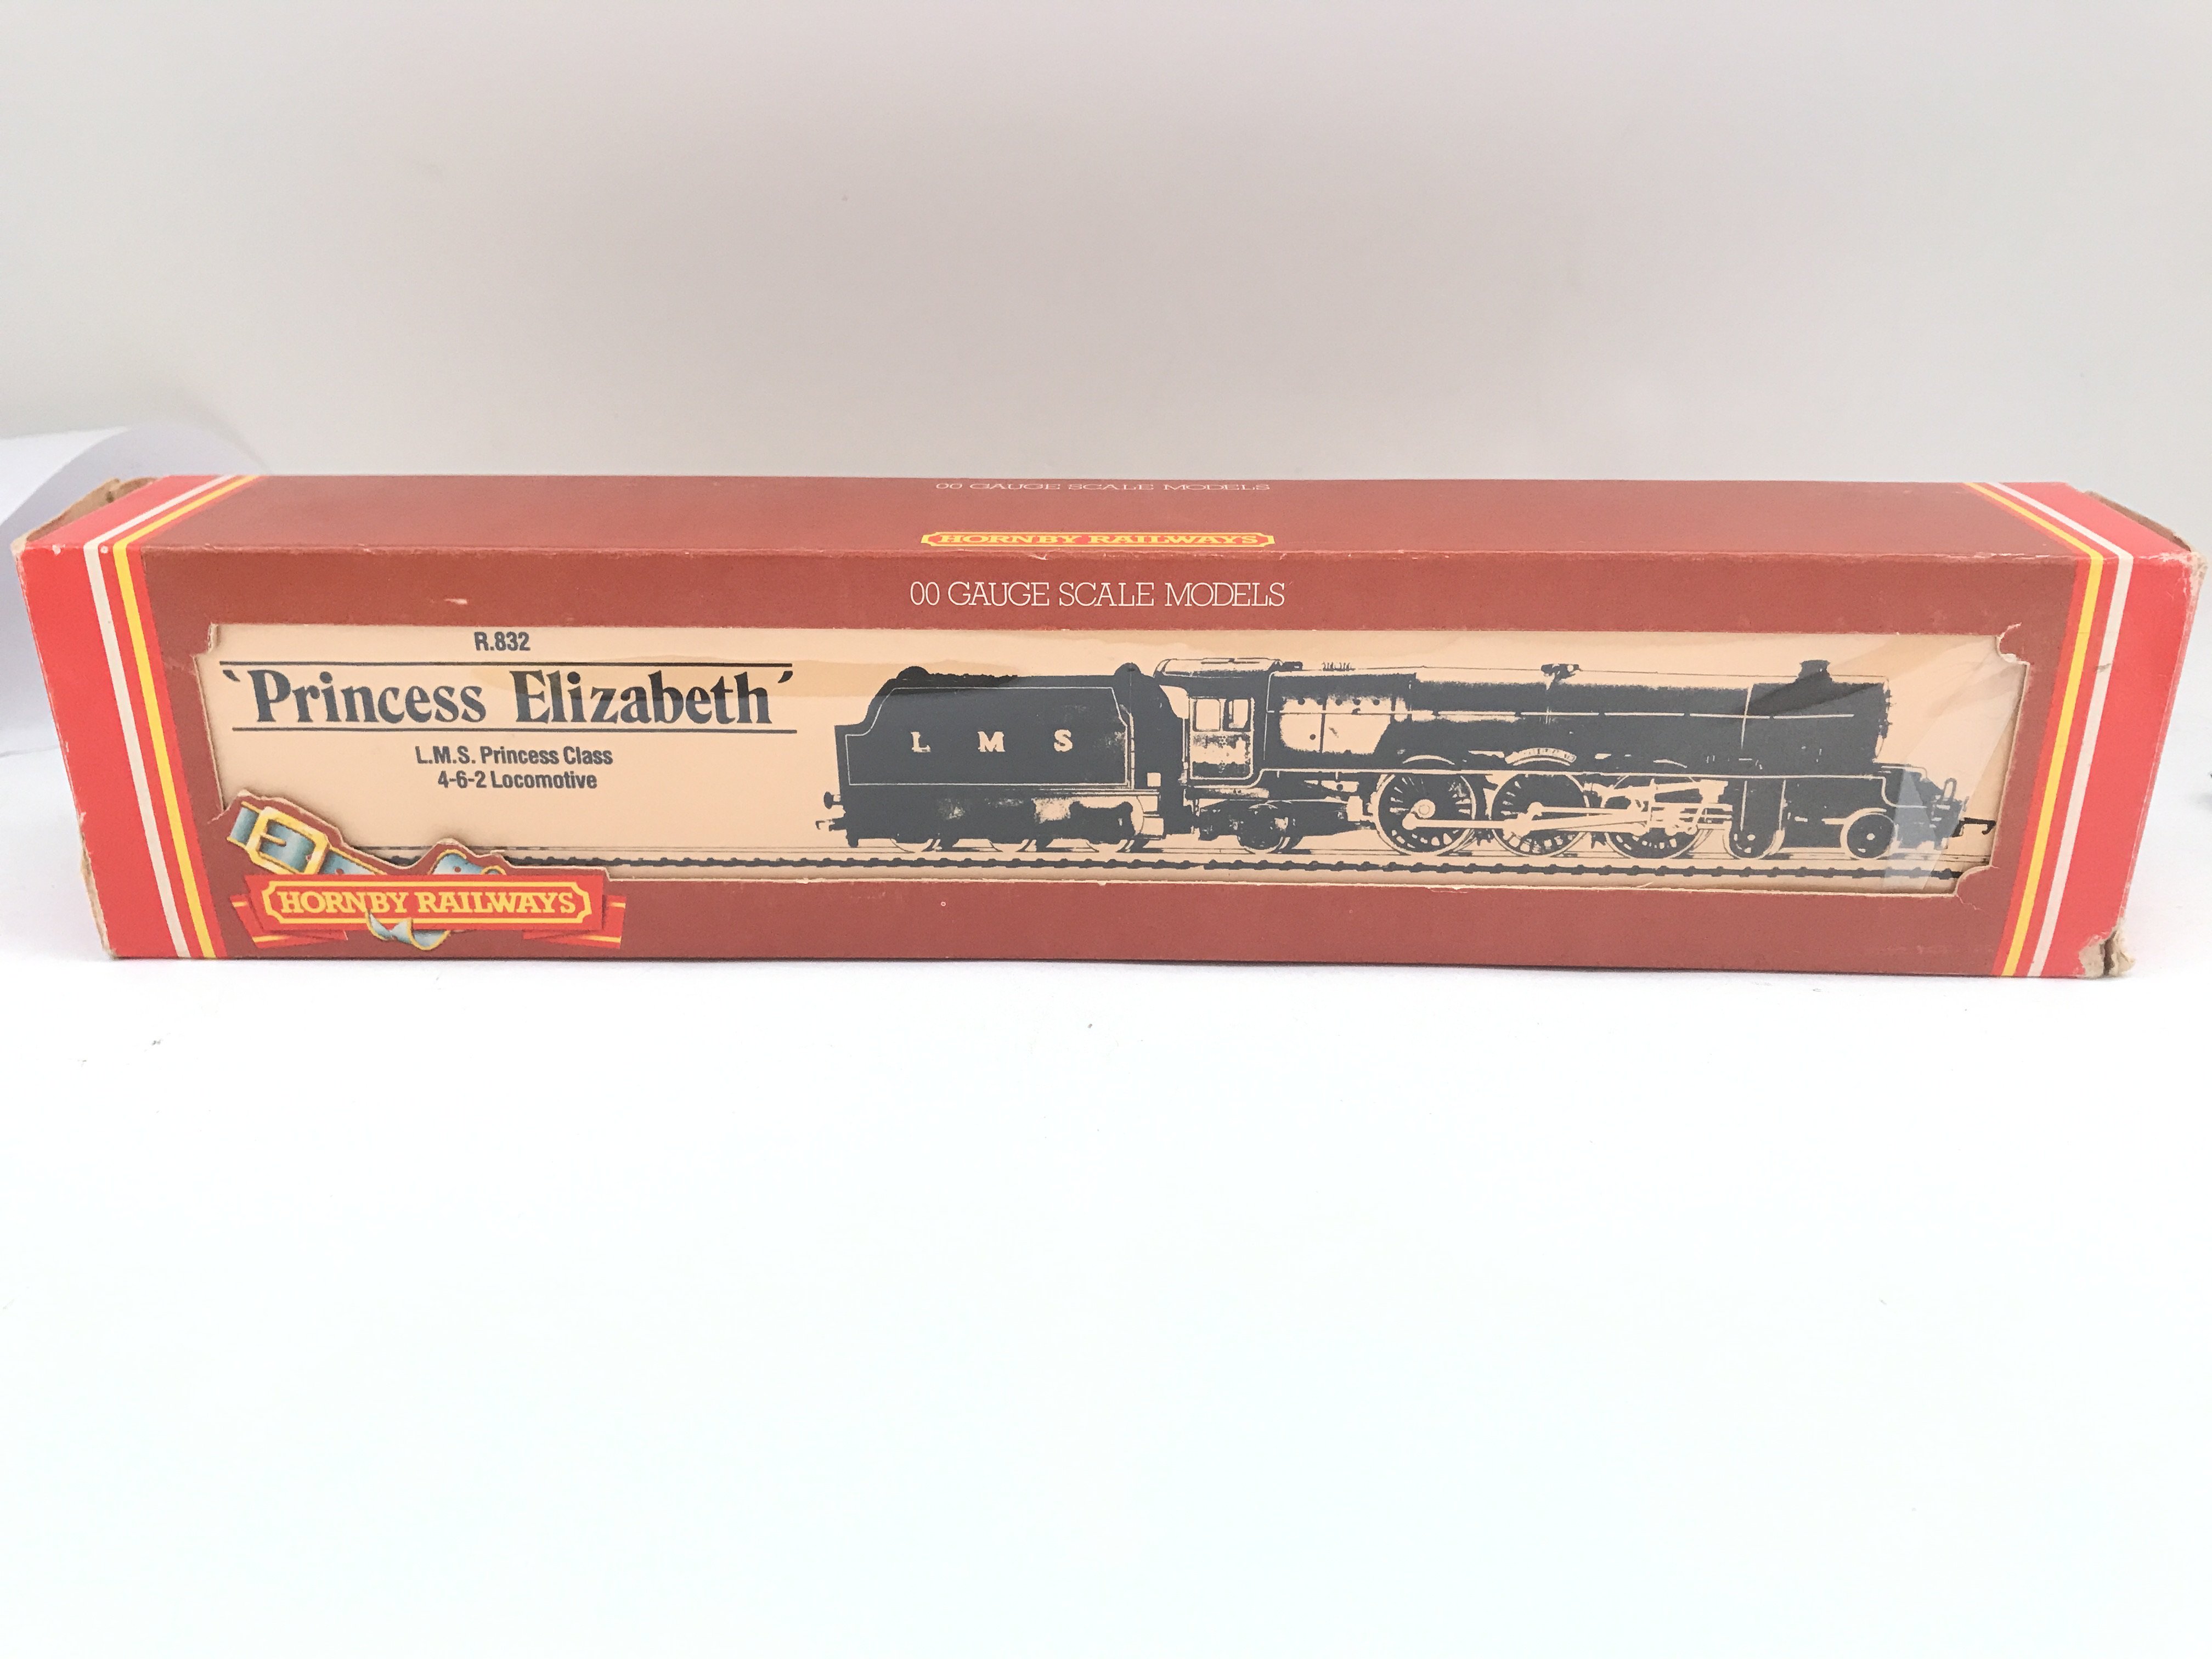 00 GAUGE SCALE MODELS
HORNBY RAILWAYS
00 GAUGE SCALE MODELS
R.832
‘Princess Elizabeth’
L.M.S. Princess Class
4-6-2 Locomotive
L M S
HORNBY RAILWAYS